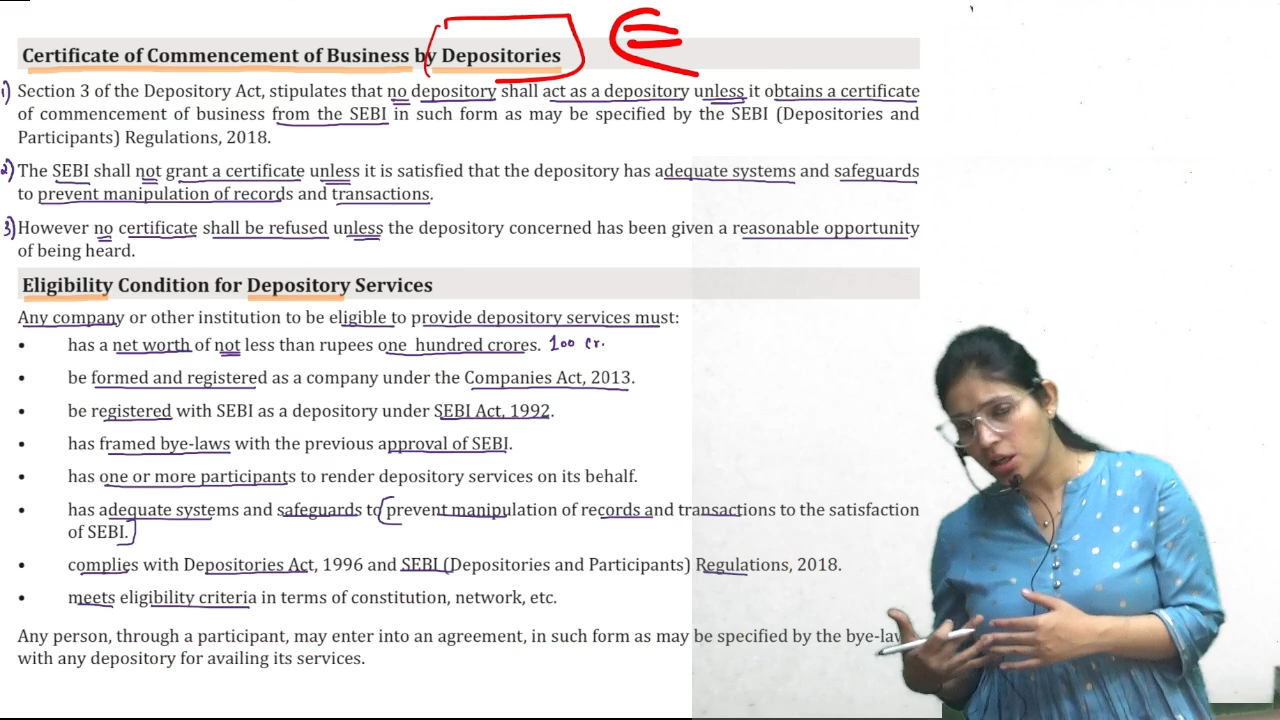 Certificate of Commencement of Business by Depositories
1) Section 3 of the Depository Act, stipulates that no depository shall act as a depository unless it obtains a certificate
of commencement of business from the SEBI in such form as may be specified by the SEBI (Depositories and
Participants) Regulations, 2018.
2) The SEBI shall not grant a certificate unless it is satisfied that the depository has adequate systems and safeguards
to prevent manipulation of records and transactions.
3) However no certificate shall be refused unless the depository concerned has been given a reasonable opportunity
of being heard.
Eligibility Condition for Depository Services
Any company or other institution to be eligible to provide depository services must:
• has a net worth of not less than rupees one hundred crores. 100 cr.
• be formed and registered as a company under the Companies Act, 2013.
• be registered with SEBI as a depository under SEBI Act, 1992.
• has framed bye-laws with the previous approval of SEBI.
• has one or more participants to render depository services on its behalf.
• has adequate systems and safeguards to prevent manipulation of records and transactions to the satisfaction
of SEBI.
• complies with Depositories Act, 1996 and SEBI (Depositories and Participants) Regulations, 2018.
• meets eligibility criteria in terms of constitution, network, etc.
Any person, through a participant, may enter into an agreement, in such form as may be specified by the
with any depository for availing its services.